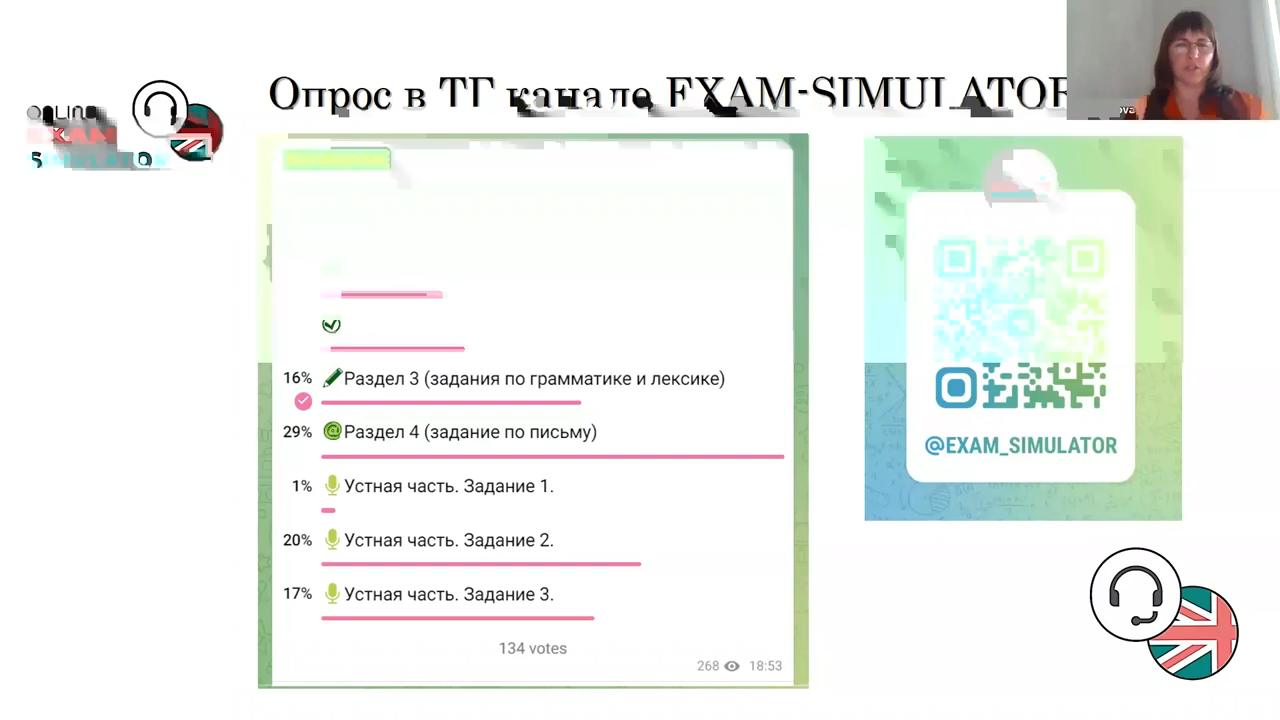 Опрос в ТГ канале EXAM-SIMULATOR
ONLINE
EXAM
16% Раздел 3 (задания по грамматике и лексике)
29% Раздел 4 (задание по письму)
1% Устная часть. Задание 1.
20% Устная часть. Задание 2.
17% Устная часть. Задание 3.
134 votes
268 18:53
@EXAM_SIMULATOR